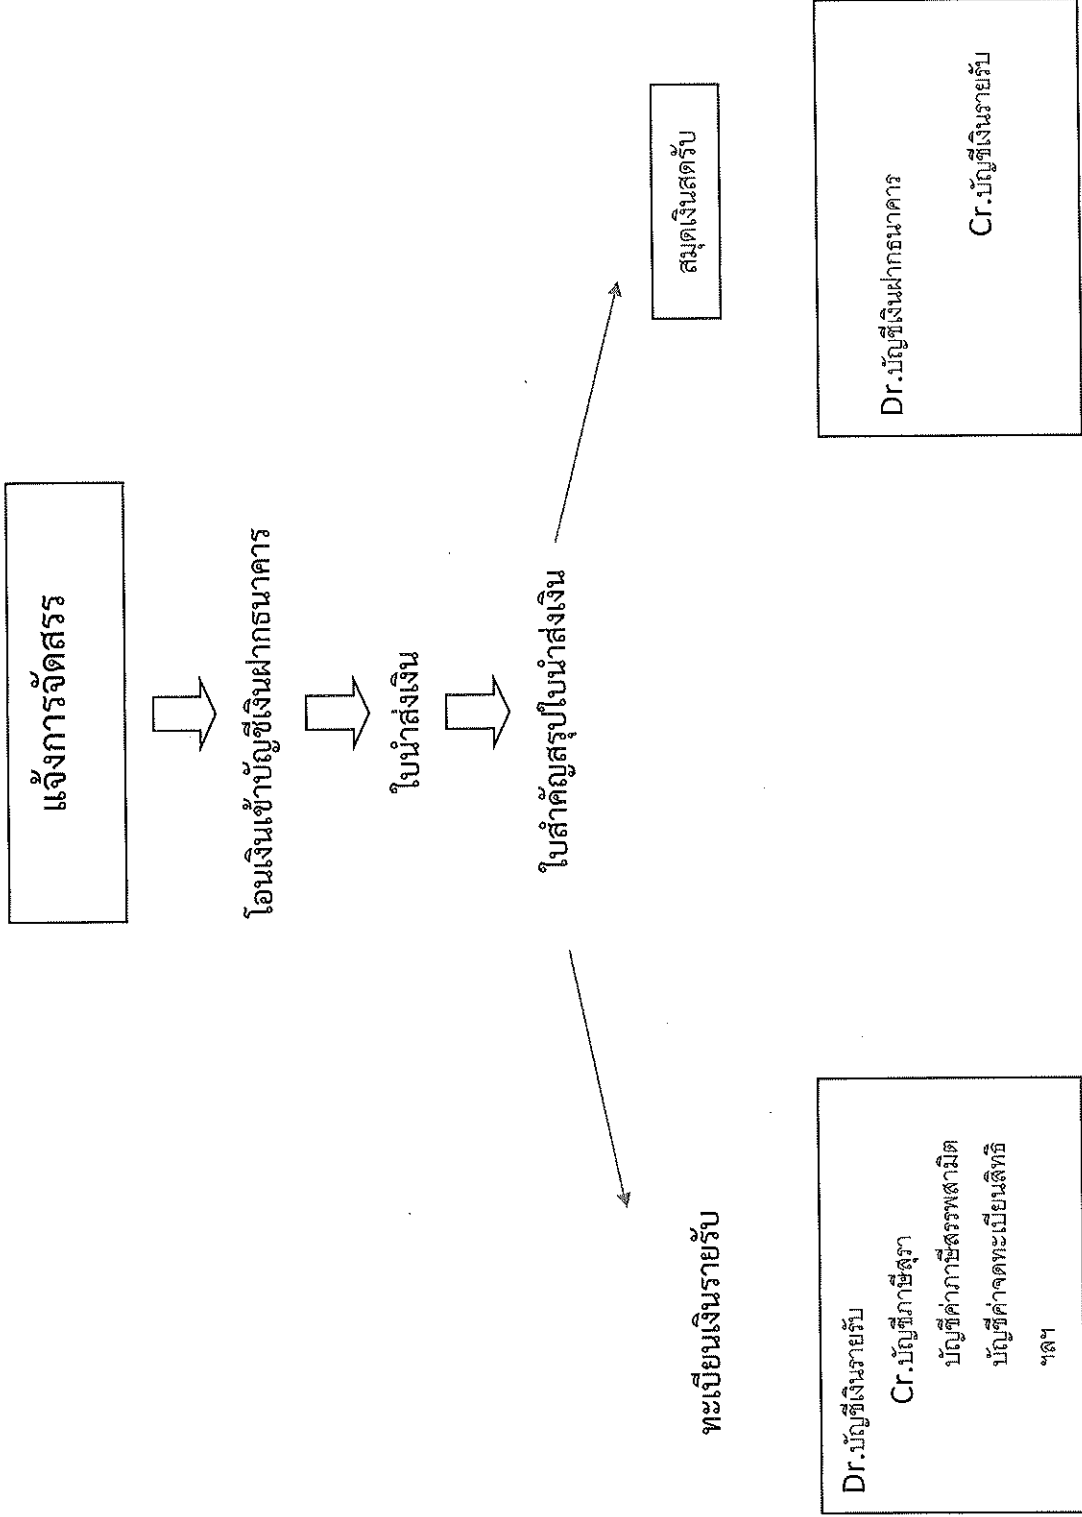 แจ้งการจัดสรร
โอนเงินเข้าบัญชีเงินฝากธนาคาร
ใบนำส่งเงิน
ใบสำคัญสรุปใบนำส่งเงิน
ทะเบียนเงินรายรับ
Dr.บัญชีเงินรายรับ
Cr.บัญชีภาษีสุรา
บัญชีค่าภาษีสรรพสามิต
บัญชีค่าจดทะเบียนสิทธิ
ฯลฯ
สมุดเงินสดรับ
Dr.บัญชีเงินฝากธนาคาร
Cr.บัญชีเงินรายรับ